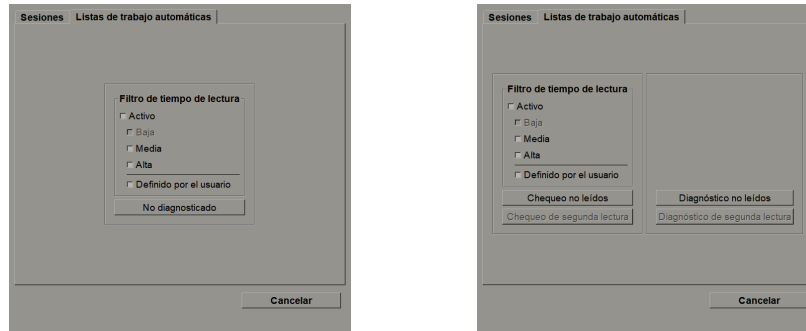 Sesiones Listas de trabajo automáticas
Filtro de tiempo de lectura
Activo
Baja
Media
Alta
Definido por el usuario
No diagnosticado
Cancelar
Sesiones Listas de trabajo automáticas
Filtro de tiempo de lectura
Activo
Baja
Media
Alta
Definido por el usuario
Chequeo no leídos Diagnóstico no leídos
Chequeo de segunda lectura Diagnóstico de segunda lectura
Cancelar